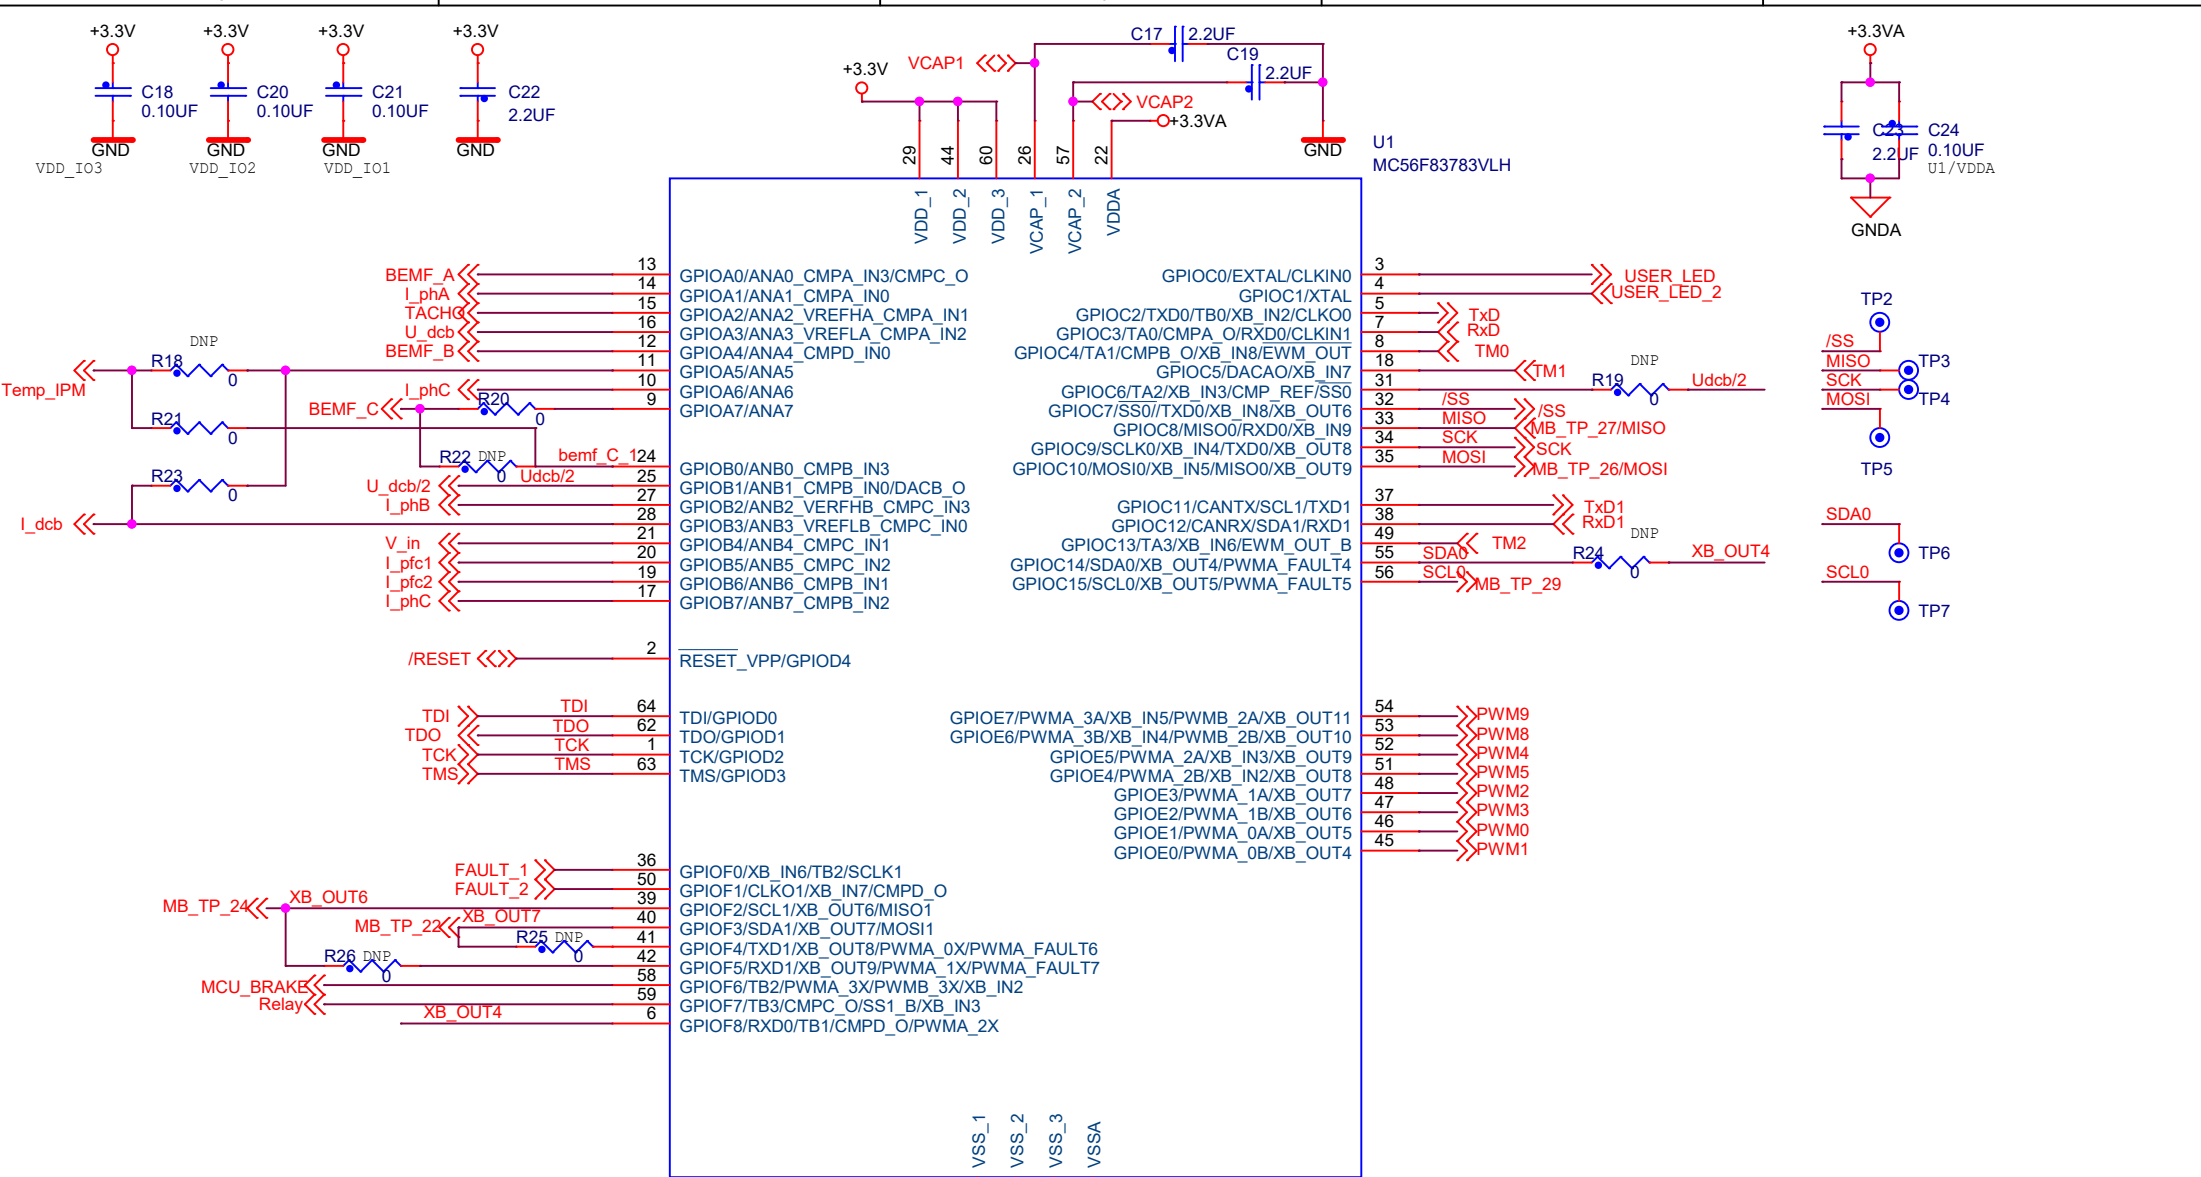 +3.3V
+3.3V
+3.3V
+3.3V
C18
0.10UF
C20
0.10UF
C21
0.10UF
C22
2.2UF
GND
GND
GND
GND
VDD_IO3
VDD_IO2
VDD_IO1
+3.3V
VCAP1
C17
2.2UF
C19
2.2UF
VCAP2
+3.3VA
GND
+3.3VA
C23
2.2UF
C24
0.10UF
U1/VDDA
GNDA
U1
MC56F83783VLH
29
44
60
26
57
22
VDD_1
VDD_2
VDD_3
VCAP_1
VCAP_2
VDDA
BEMF_A
13
GPIOA0/ANA0_CMPA_IN3/CMPC_O
I_phA
14
GPIOA1/ANA1_CMPA_IN0
TACHO
15
GPIOA2/ANA2_VREFHA_CMPA_IN1
U_dcb
16
GPIOA3/ANA3_VREFLA_CMPA_IN2
BEMF_B
12
GPIOA4/ANA4_CMPD_IN0
Temp_IPM
DNP
R18
0
11
GPIOA5/ANA5
I_phC
10
GPIOA6/ANA6
BEMF_C
R20
0
9
GPIOA7/ANA7
R21
0
R22
DNP
0
bemf_C_1
24
GPIOB0/ANB0_CMPB_IN3
R23
0
U_dcb/2
Udcb/2
25
GPIOB1/ANB1_CMPB_IN0/DACB_O
I_phB
27
GPIOB2/ANB2_VERFHB_CMPC_IN3
I_dcb
28
GPIOB3/ANB3_VREFLB_CMPC_IN0
V_in
21
GPIOB4/ANB4_CMPC_IN1
I_pfc1
20
GPIOB5/ANB5_CMPC_IN2
I_pfc2
19
GPIOB6/ANB6_CMPB_IN1
I_phC
17
GPIOB7/ANB7_CMPB_IN2
/RESET
2
RESET_VPP/GPIOD4
TDI
TDI
64
TDI/GPIOD0
TDO
TDO
62
TDO/GPIOD1
TCK
TCK
1
TCK/GPIOD2
TMS
TMS
63
TMS/GPIOD3
FAULT_1
36
GPIOF0/XB_IN6/TB2/SCLK1
FAULT_2
50
GPIOF1/CLKO1/XB_IN7/CMPD_O
MB_TP_24
XB_OUT6
39
GPIOF2/SCL1/XB_OUT6/MISO1
MB_TP_22
XB_OUT7
40
GPIOF3/SDA1/XB_OUT7/MOSI1
R25
DNP
0
41
GPIOF4/TXD1/XB_OUT8/PWMA_0X/PWMA_FAULT6
R26
DNP
0
42
GPIOF5/RXD1/XB_OUT9/PWMA_1X/PWMA_FAULT7
MCU_BRAKE
58
GPIOF6/TB2/PWMA_3X/PWMB_3X/XB_IN2
Relay
59
GPIOF7/TB3/CMPC_O/SS1_B/XB_IN3
XB_OUT4
6
GPIOF8/RXD0/TB1/CMPD_O/PWMA_2X
GPIOC0/EXTAL/CLKIN0
3
USER_LED
GPIOC1/XTAL
4
USER_LED_2
GPIOC2/TXD0/TB0/XB_IN2/CLKO0
5
TxD
GPIOC3/TA0/CMPA_O/RXD0/CLKIN1
7
RxD
GPIOC4/TA1/CMPB_O/XB_IN8/EWM_OUT
8
TM0
GPIOC5/DACAO/XB_IN7
18
TM1
GPIOC6/TA2/XB_IN3/CMP_REF/SS0
31
DNP
R19
0
Udcb/2
GPIOC7/SS0//TXD0/XB_IN8/XB_OUT6
32
/SS
/SS
GPIOC8/MISO0/RXD0/XB_IN9
33
MISO
MB_TP_27/MISO
GPIOC9/SCLK0/XB_IN4/TXD0/XB_OUT8
34
SCK
SCK
GPIOC10/MOSI0/XB_IN5/MISO0/XB_OUT9
35
MOSI
MB_TP_26/MOSI
GPIOC11/CANTX/SCL1/TXD1
37
TxD1
GPIOC12/CANRX/SDA1/RXD1
38
RxD1
GPIOC13/TA3/XB_IN6/EWM_OUT_B
49
TM2
GPIOC14/SDA0/XB_OUT4/PWMA_FAULT4
55
SDA0
DNP
R24
0
XB_OUT4
GPIOC15/SCL0/XB_OUT5/PWMA_FAULT5
56
SCL0
MB_TP_29
TP2
/SS
MISO
TP3
SCK
TP4
MOSI
TP5
SDA0
TP6
SCL0
TP7
GPIOE7/PWMA_3A/XB_IN5/PWMB_2A/XB_OUT11
54
PWM9
GPIOE6/PWMA_3B/XB_IN4/PWMB_2B/XB_OUT10
53
PWM8
GPIOE5/PWMA_2A/XB_IN3/XB_OUT9
52
PWM4
GPIOE4/PWMA_2B/XB_IN2/XB_OUT8
51
PWM5
GPIOE3/PWMA_1A/XB_OUT7
48
PWM2
GPIOE2/PWMA_1B/XB_OUT6
47
PWM3
GPIOE1/PWMA_0A/XB_OUT5
46
PWM0
GPIOE0/PWMA_0B/XB_OUT4
45
PWM1
VSS_1
VSS_2
VSS_3
VSSA